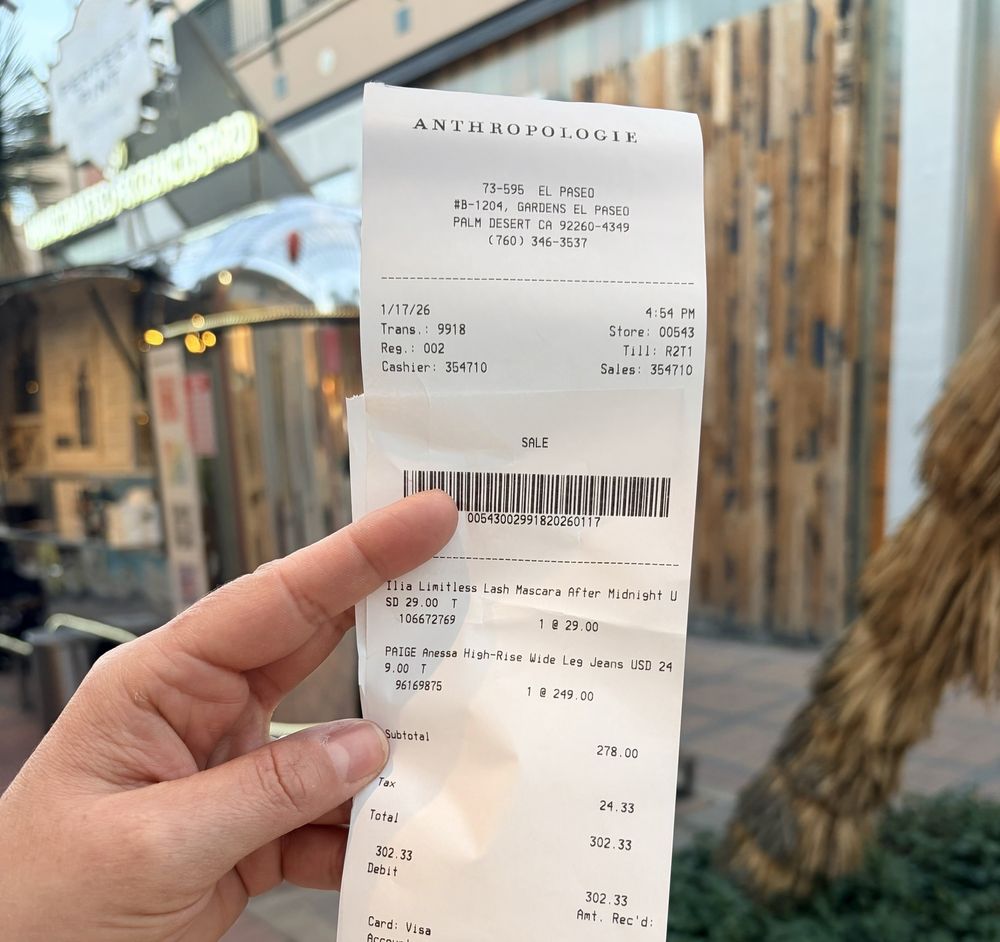 ANTHROPOLOGIE
73-595 EL PASEO
#B-1204, GARDENS EL PASEO
PALM DESERT CA 92260-4349
(760) 346-3537
1/17/26 4:54 PM
Trans.: 9918 Store: 00543
Reg.: 002 Till: R2T1
Cashier: 354710 Sales: 354710
SALE
00543002991820260117
Ilia Limitless Lash Mascara After Midnight U
SD 29.00 T
106672769 1 @ 29.00
PAIGE Anessa High-Rise Wide Leg Jeans USD 24
9.00 T
96169875 1 @ 249.00
Subtotal 278.00
Tax 24.33
Total 302.33
302.33
Debit 302.33
Amt. Rec'd:
Card: Visa